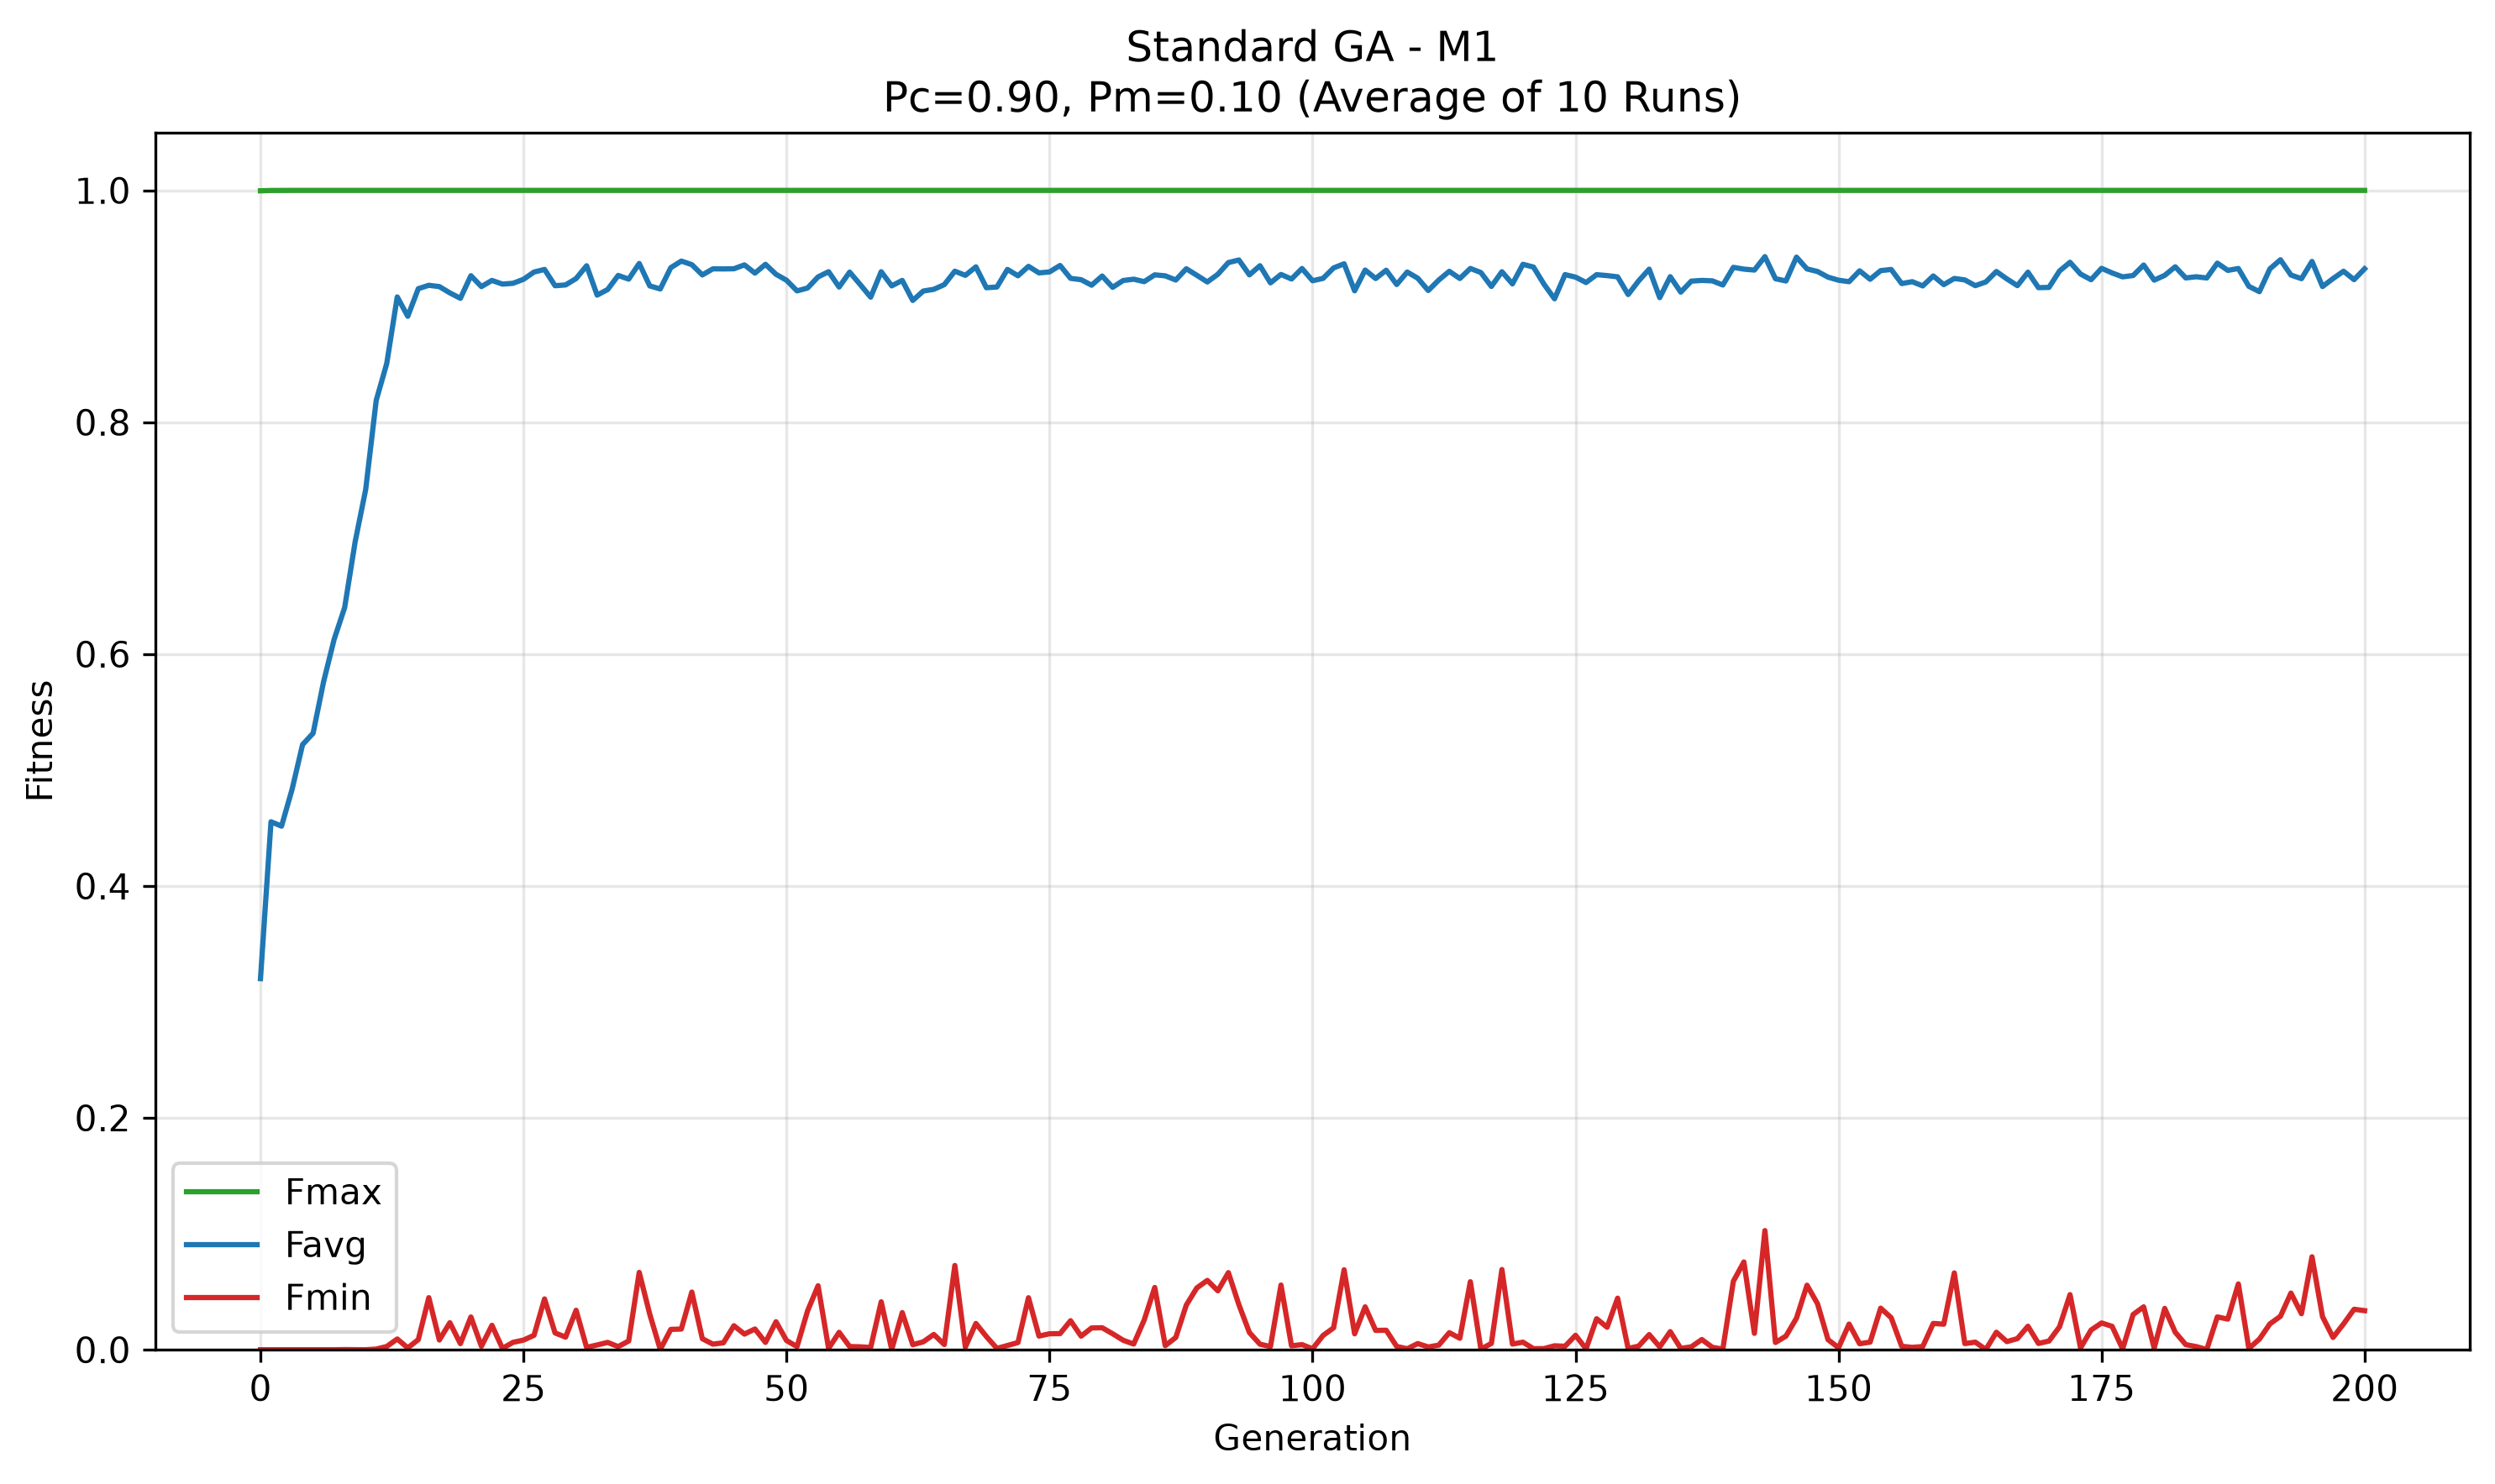 Standard GA - M1
Pc=0.90, Pm=0.10 (Average of 10 Runs)
Fitness
1.0
0.8
0.6
0.4
0.2
0.0
Fmax
Favg
Fmin
0 25 50 75 100 125 150 175 200
Generation